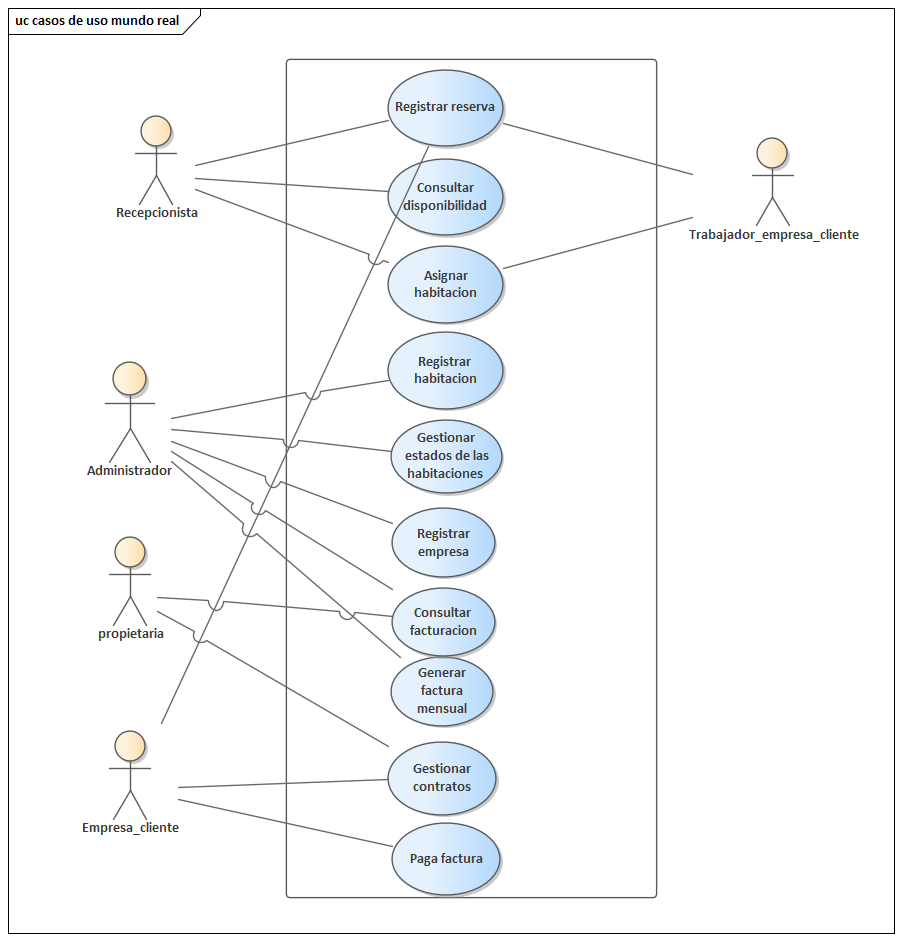 uc casos de uso mundo real
Registrar reserva
Recepcionista
Consultar
disponibilidad
Trabajador_empresa_cliente
Asignar
habitacion
Registrar
habitacion
Administrador
Gestionar
estados de las
habitaciones
Registrar
empresa
propietaria
Consultar
facturacion
Generar
factura
mensual
Gestionar
contratos
Empresa_cliente
Paga factura